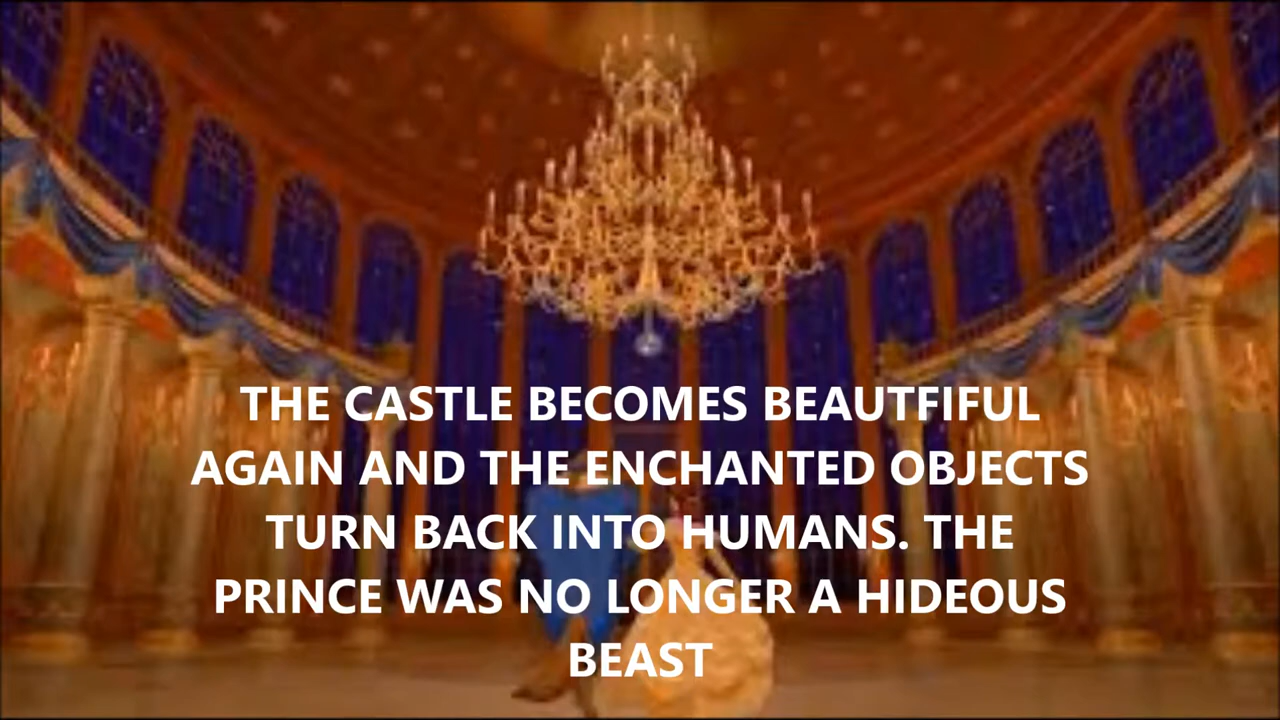 THE CASTLE BECOMES BEAUTFIFUL
AGAIN AND THE ENCHANTED OBJECTS
TURN BACK INTO HUMANS. THE
PRINCE WAS NO LONGER A HIDEOUS
BEAST